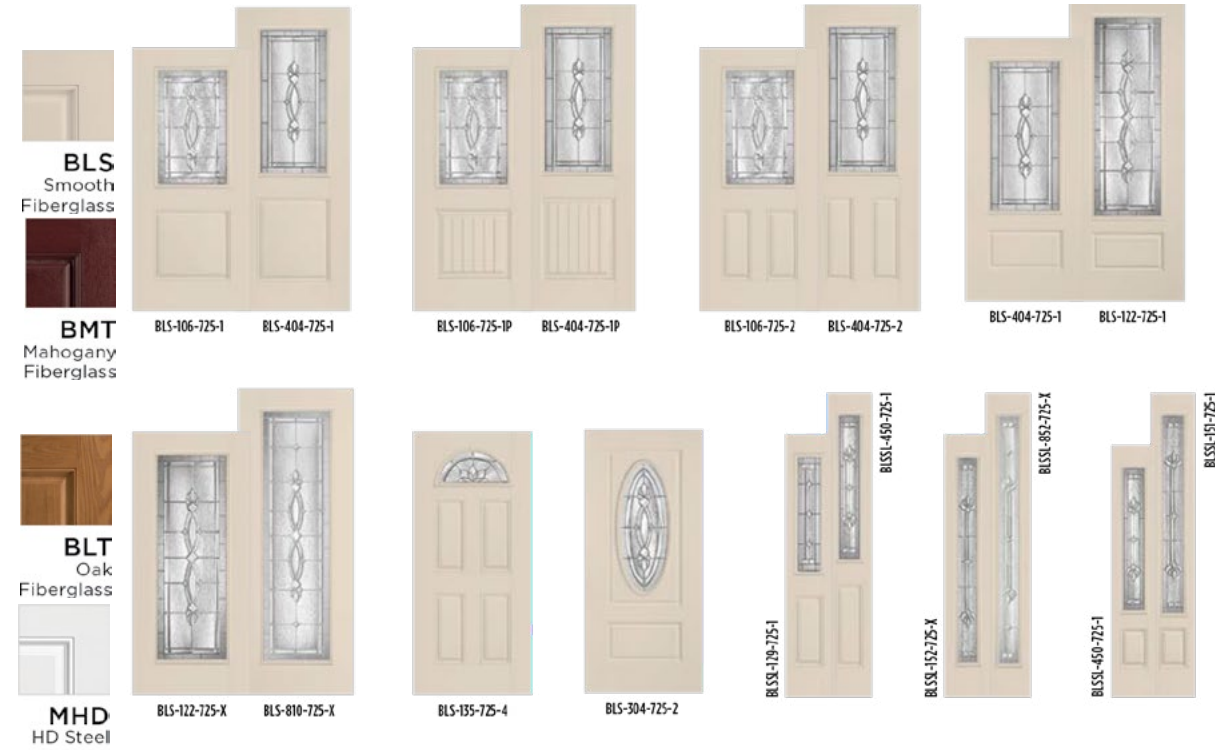 BLS
Smooth
Fiberglass
BMT
Mahogany
Fiberglass
BLS-106-725-1
BLS-404-725-1
BLS-106-725-1P
BLS-404-725-1P
BLS-106-725-2
BLS-404-725-2
BLS-404-725-1
BLS-122-725-1
BLT
Oak
Fiberglass
MHD
HD Steel
BLS-122-725-X
BLS-810-725-X
BLS-135-725-4
BLS-304-725-2
BLSSL-129-725-1
BLSSL-450-725-1
BLSSL-152-725-X
BLSSL-852-725-X
BLSSL-450-725-1
BLSSL-151-725-1